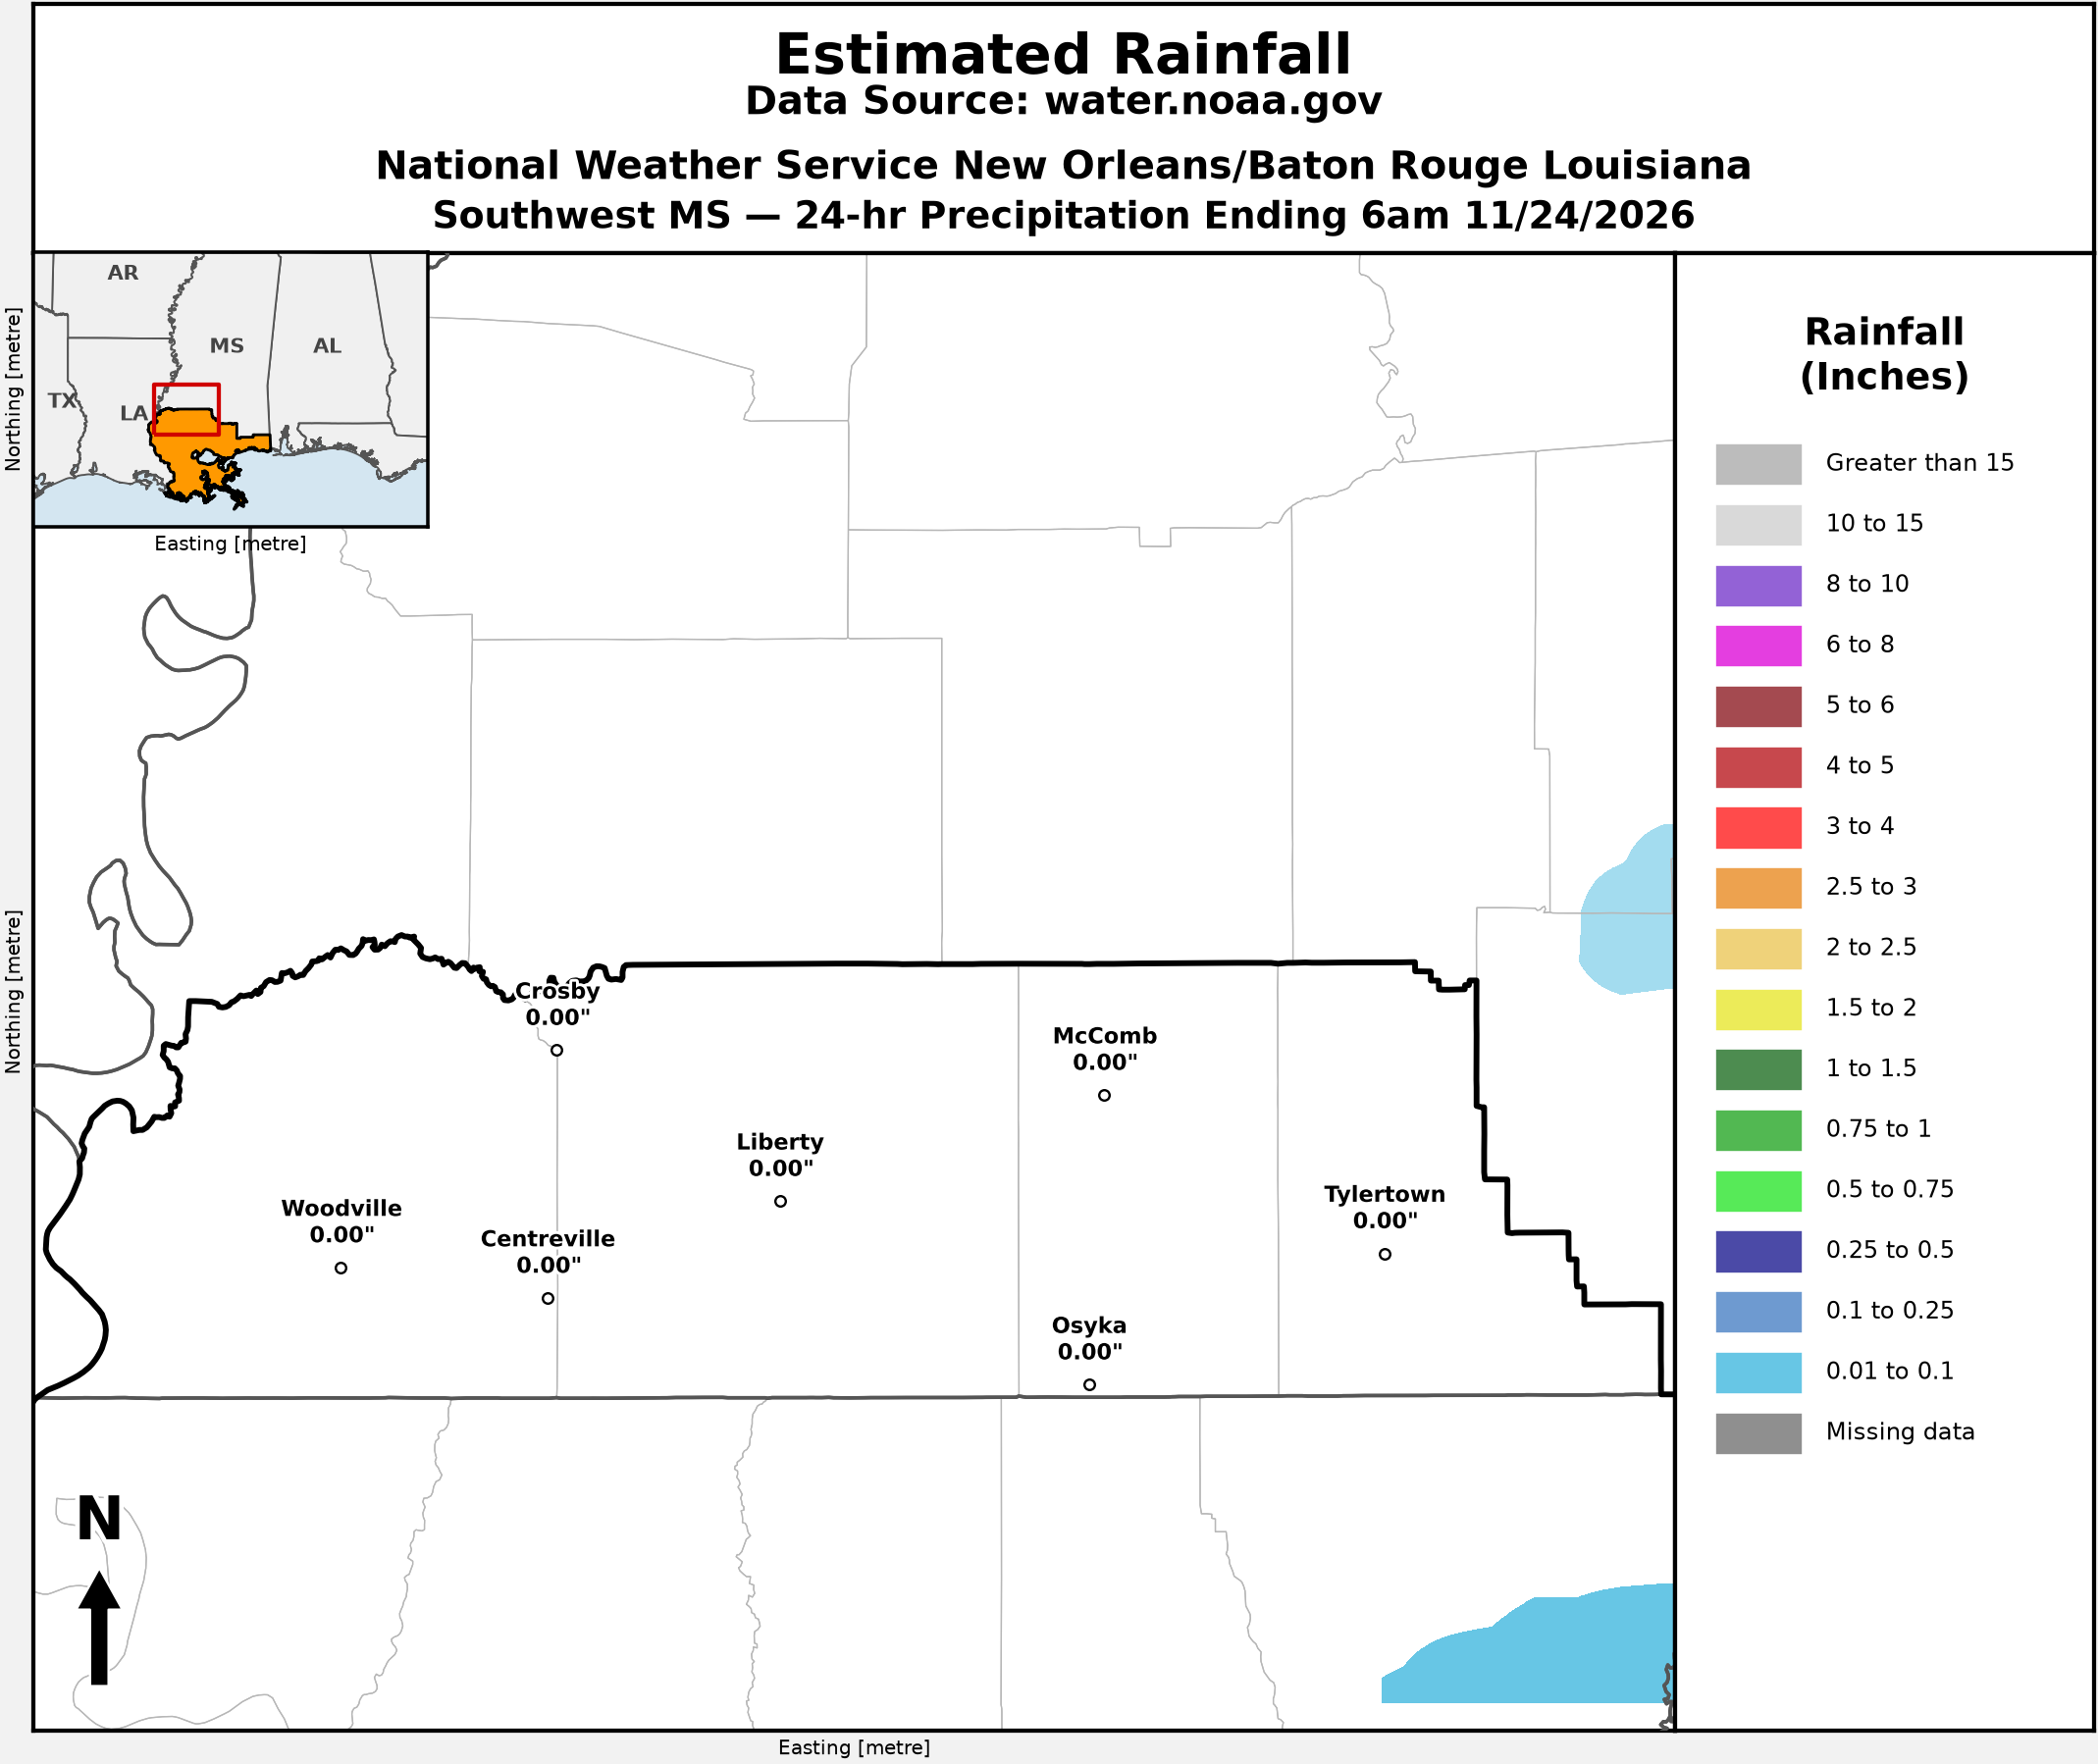 Estimated Rainfall
Data Source: water.noaa.gov
National Weather Service New Orleans/Baton Rouge Louisiana
Southwest MS — 24-hr Precipitation Ending 6am 11/24/2026
Northing [metre]
AR
MS
AL
TX
LA
Easting [metre]
Rainfall
(Inches)
Greater than 15
10 to 15
8 to 10
6 to 8
5 to 6
4 to 5
3 to 4
2.5 to 3
2 to 2.5
1.5 to 2
1 to 1.5
0.75 to 1
0.5 to 0.75
0.25 to 0.5
0.1 to 0.25
0.01 to 0.1
Missing data
Northing [metre]
Crosby
0.00"
McComb
0.00"
Liberty
0.00"
Woodville
0.00"
Centreville
0.00"
Tylertown
0.00"
Osyka
0.00"
N
Easting [metre]